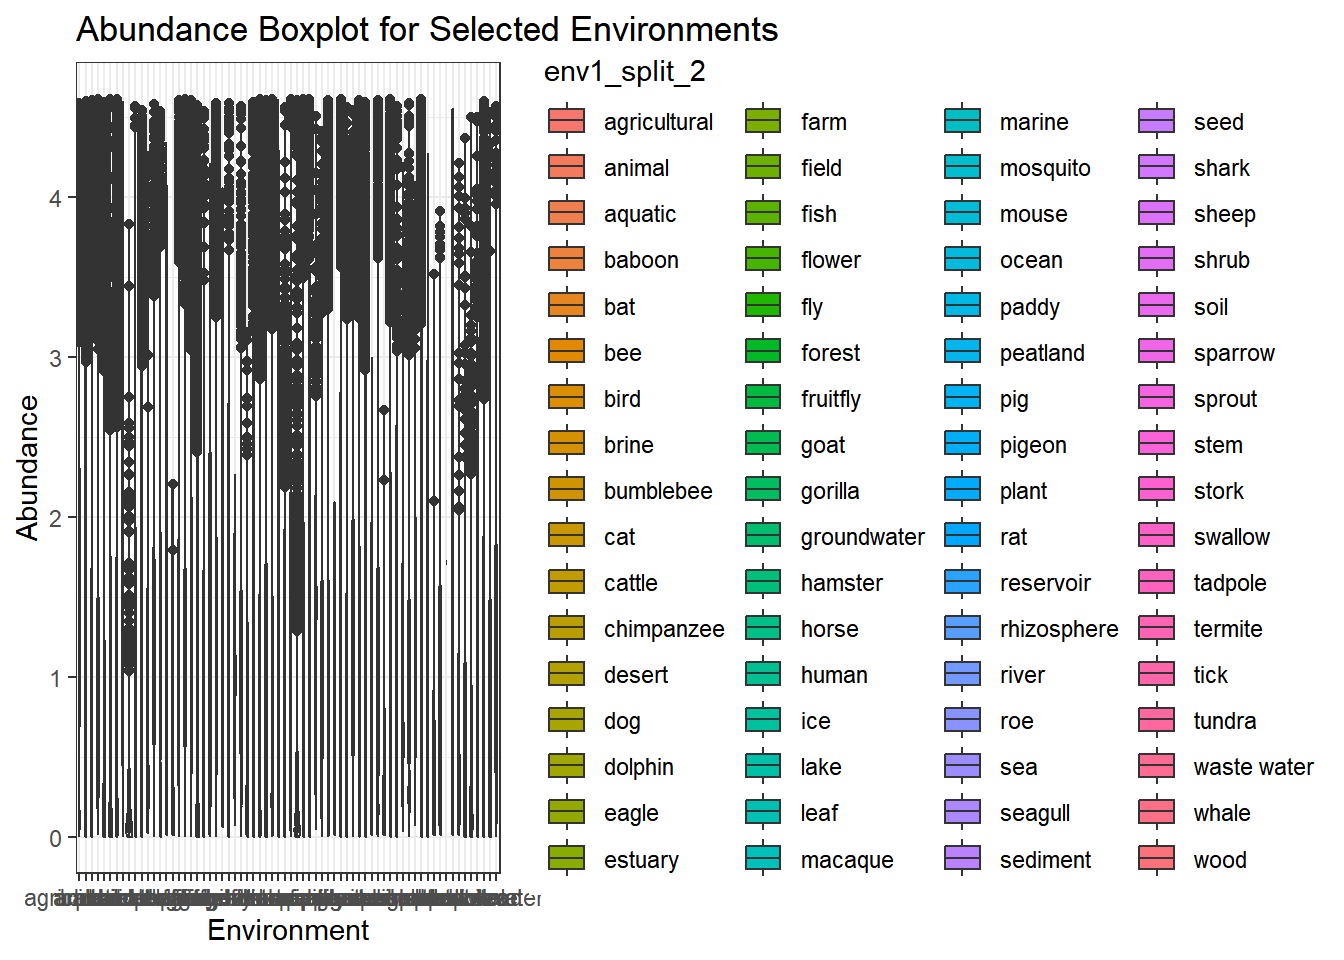 Abundance Boxplot for Selected Environments
env1_split_2
agricultural farm marine seed
animal field mosquito shark
aquatic fish mouse sheep
baboon flower ocean shrub
bat fly paddy soil
bee forest peatland sparrow
bird fruitfly pig sprout
brine goat pigeon stem
bumblebee gorilla plant stork
cat groundwater rat swallow
cattle hamster reservoir tadpole
chimpanzee horse rhizosphere termite
desert human river tick
dog ice roe tundra
dolphin lake sea waste water
eagle leaf seagull whale
estuary macaque sediment wood
Abundance
4
3
2
1
0
Environment